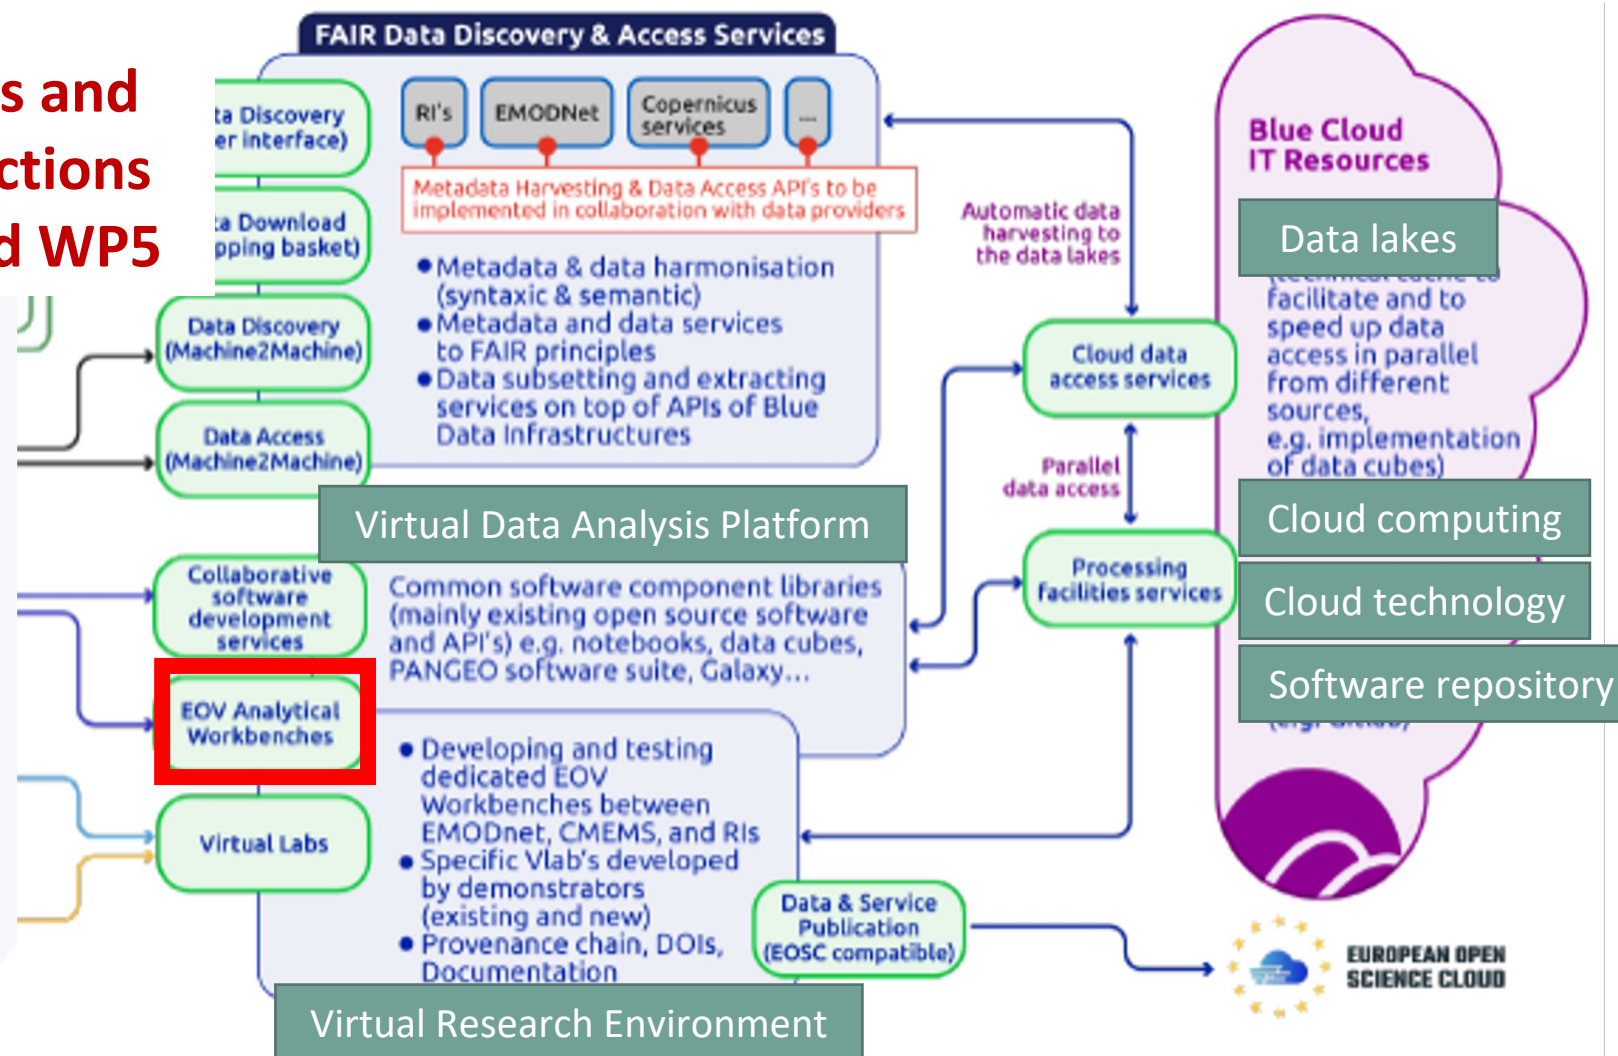 FAIR Data Discovery & Access Services
s and
ctions
d WP5
ta Discovery
er interface)
ta Download
pping basket)
Data Discovery
(Machine2Machine)
Data Access
(Machine2Machine)
RI's
EMODNet
Copernicus
services
....
Metadata Harvesting & Data Access API's to be
implemented in collaboration with data providers
● Metadata & data harmonisation
(syntaxic & semantic)
● Metadata and data services
to FAIR principles
● Data subsetting and extracting
services on top of APIs of Blue
Data Infrastructures
Automatic data
harvesting to
the data lakes
Cloud data
access services
Parallel
data access
Processing
facilities services
Blue Cloud
IT Resources
Data lakes
(technical cache to
facilitate and to
speed up data
access in parallel
from different
sources,
e.g. implementation
of data cubes)
Cloud computing
Cloud technology
Software repository
(e.g. Gitlab)
Virtual Data Analysis Platform
Collaborative
software
development
services
Common software component libraries
(mainly existing open source software
and API's) e.g. notebooks, data cubes,
PANGEO software suite, Galaxy...
EOV Analytical
Workbenches
Virtual Labs
● Developing and testing
dedicated EOV
Workbenches between
EMODnet, CMEMS, and RIs
● Specific Vlab's developed
by demonstrators
(existing and new)
● Provenance chain, DOIs,
Documentation
Data & Service
Publication
(EOSC compatible)
Virtual Research Environment
EUROPEAN OPEN
SCIENCE CLOUD